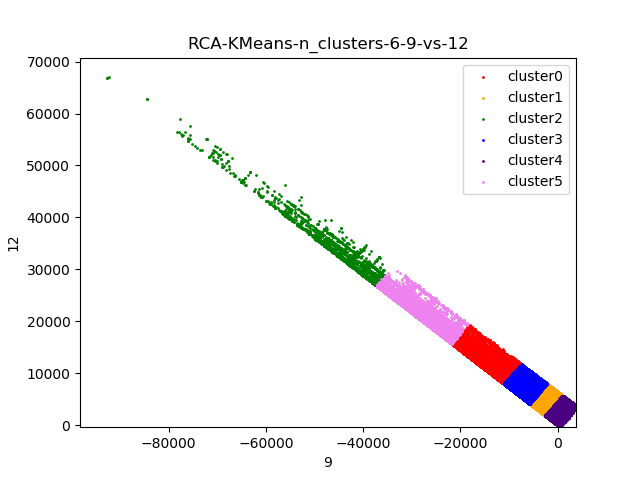 RCA-KMeans-n_clusters-6-9-vs-12
70000
60000
50000
40000
30000
20000
10000
0
12
cluster0
cluster1
cluster2
cluster3
cluster4
cluster5
−80000 −60000 −40000 −20000 0
9